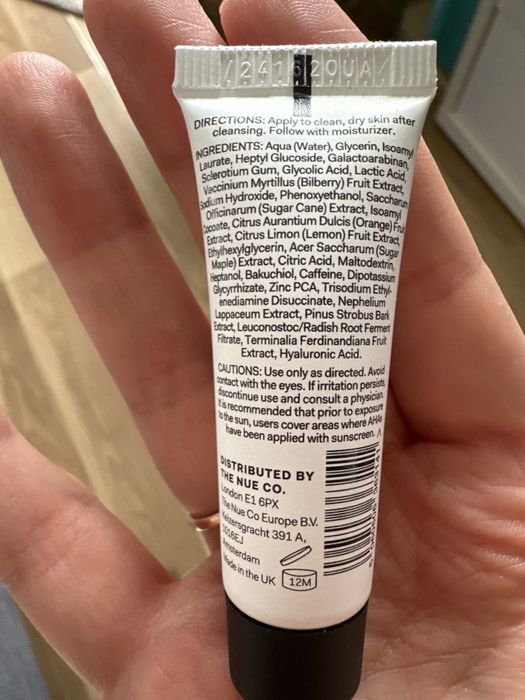 DIRECTIONS: Apply to clean, dry skin after
cleansing. Follow with moisturizer.
INGREDIENTS: Aqua (Water), Glycerin, Isoamyl
Laurate, Heptyl Glucoside, Galactoarabinan,
Sclerotium Gum, Glycolic Acid, Lactic Acid,
Vaccinium Myrtillus (Bilberry) Fruit Extract,
Sodium Hydroxide, Phenoxyethanol, Saccharum
Officinarum (Sugar Cane) Extract, Isoamyl
Cocoate, Citrus Aurantium Dulcis (Orange) Fruit
Extract, Citrus Limon (Lemon) Fruit Extract,
Ethylhexylglycerin, Acer Saccharum (Sugar
Maple) Extract, Citric Acid, Maltodextrin,
Heptanol, Bakuchiol, Caffeine, Dipotassium
Glycyrrhizate, Zinc PCA, Trisodium Ethyl-
enediamine Disuccinate, Nephelium
Lappaceum Extract, Pinus Strobus Bark
Extract, Leuconostoc/Radish Root Ferment
Filtrate, Terminalia Ferdinandiana Fruit
Extract, Hyaluronic Acid.
CAUTIONS: Use only as directed. Avoid
contact with the eyes. If irritation persists,
discontinue use and consult a physician.
It is recommended that prior to exposure
to the sun, users cover areas where AHAs
have been applied with sunscreen.
DISTRIBUTED BY
THE NUE CO.
London E1 6PX
The Nue Co Europe B.V.
Keizersgracht 391 A,
1016EJ
Amsterdam
Made in the UK
12M